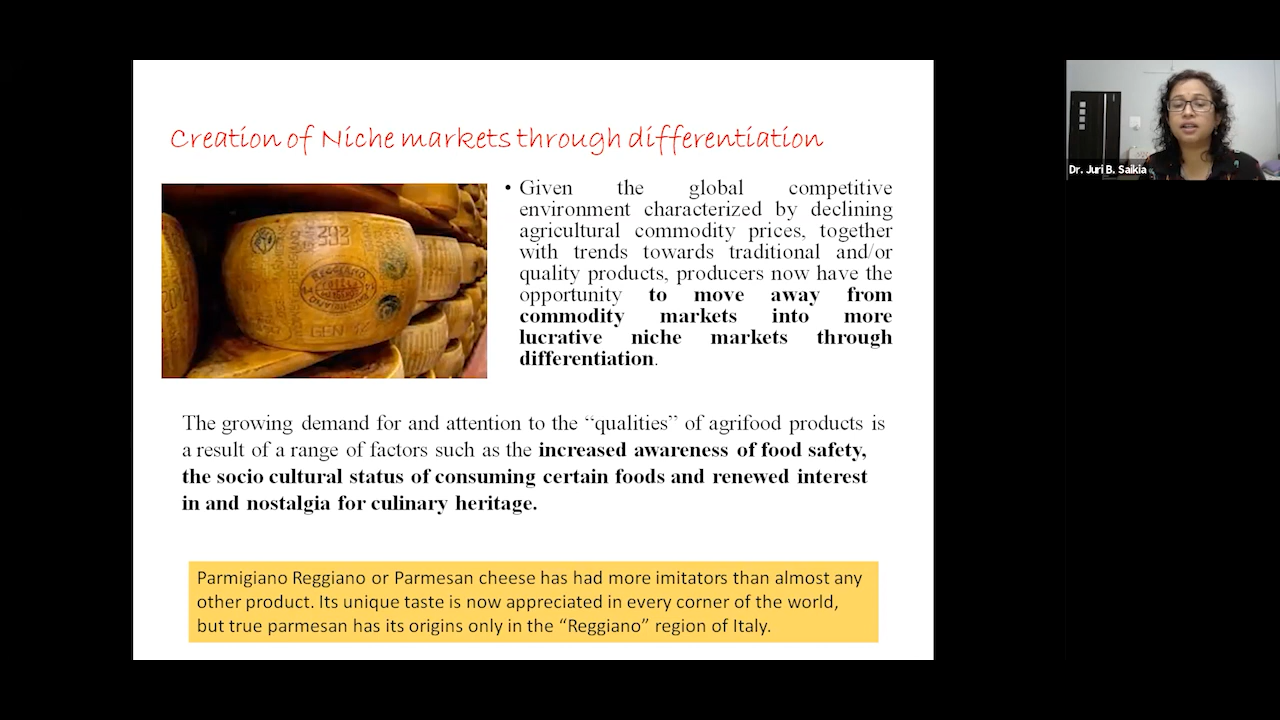 Creation of Niche markets through differentiation
• Given the global competitive
environment characterized by declining
agricultural commodity prices, together
with trends towards traditional and/or
quality products, producers now have the
opportunity to move away from
commodity markets into more
lucrative niche markets through
differentiation.
393
REGGIANO
GEN 12
The growing demand for and attention to the “qualities” of agrifood products is
a result of a range of factors such as the increased awareness of food safety,
the socio cultural status of consuming certain foods and renewed interest
in and nostalgia for culinary heritage.
Parmigiano Reggiano or Parmesan cheese has had more imitators than almost any
other product. Its unique taste is now appreciated in every corner of the world,
but true parmesan has its origins only in the “Reggiano” region of Italy.
Dr. Juri B. Saikia